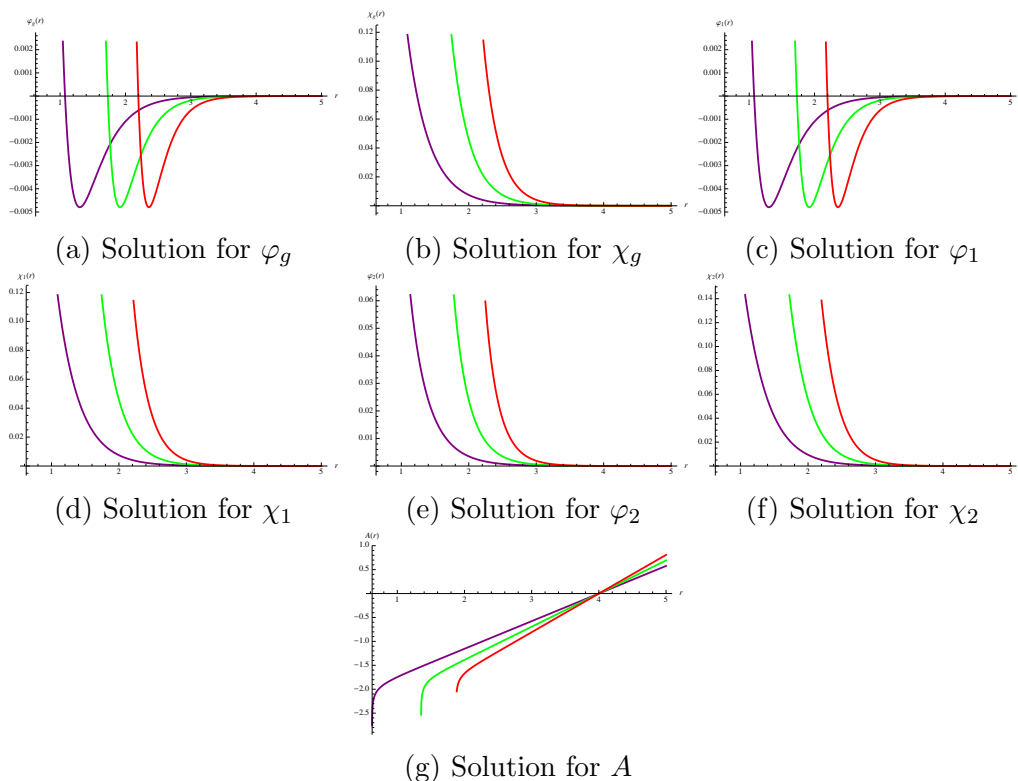 φg(r)
0.002
0.001
1 2 3 4 5 r
−0.001
−0.002
−0.003
−0.004
−0.005
(a) Solution for φg
χg(r)
0.12
0.10
0.08
0.06
0.04
0.02
1 2 3 4 5 r
(b) Solution for χg
φ1(r)
0.002
0.001
1 2 3 4 5 r
−0.001
−0.002
−0.003
−0.004
−0.005
(c) Solution for φ1
χ1(r)
0.12
0.10
0.08
0.06
0.04
0.02
1 2 3 4 5 r
(d) Solution for χ1
φ2(r)
0.06
0.05
0.04
0.03
0.02
0.01
1 2 3 4 5 r
(e) Solution for φ2
χ2(r)
0.14
0.12
0.10
0.08
0.06
0.04
0.02
1 2 3 4 5 r
(f) Solution for χ2
A(r)
1.0
0.5
1 2 3 4 5 r
−0.5
−1.0
−1.5
−2.0
−2.5
(g) Solution for A